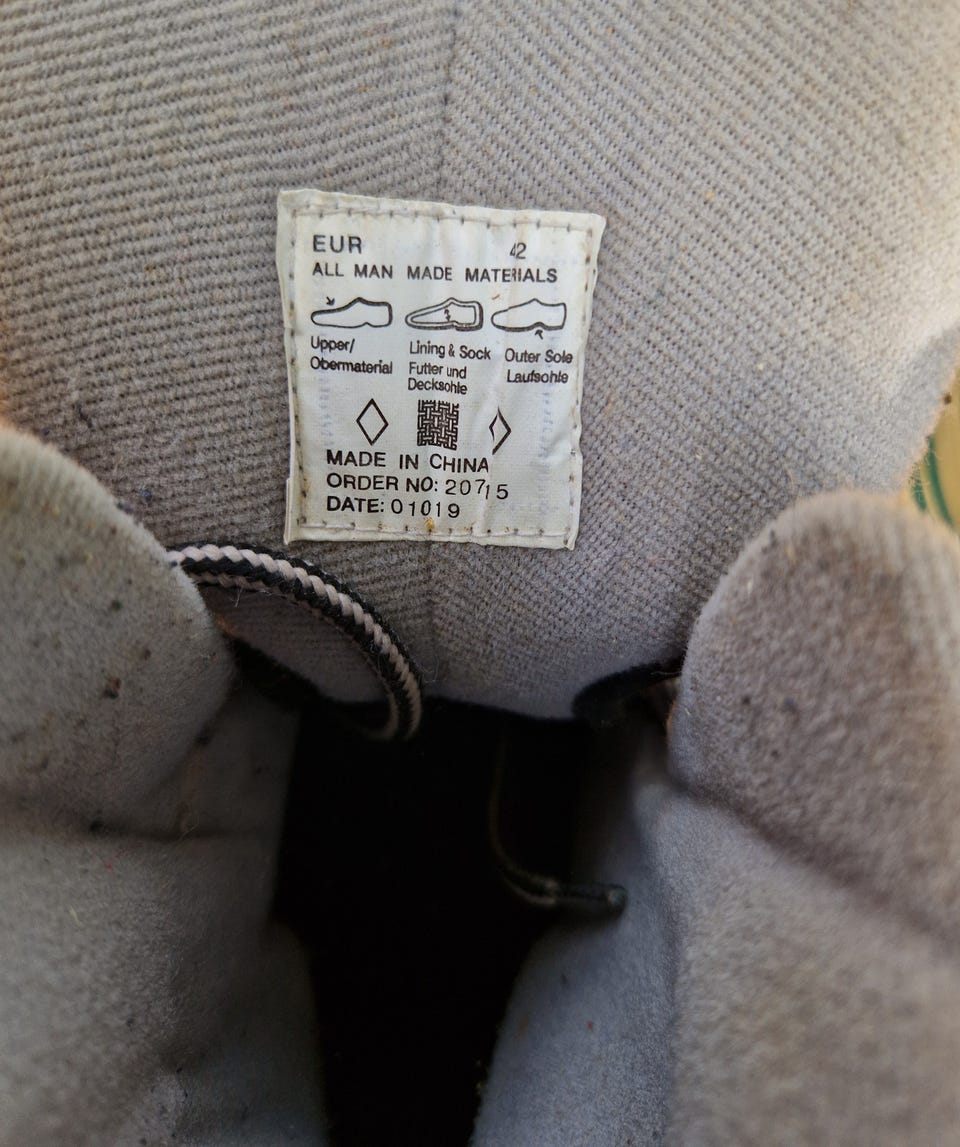 EUR 42
ALL MAN MADE MATERIALS
Upper/ Lining & Sock Outer Sole
Obermaterial Futter und Laufsohle
Decksohle
MADE IN CHINA
ORDER NO: 20715
DATE: 01019